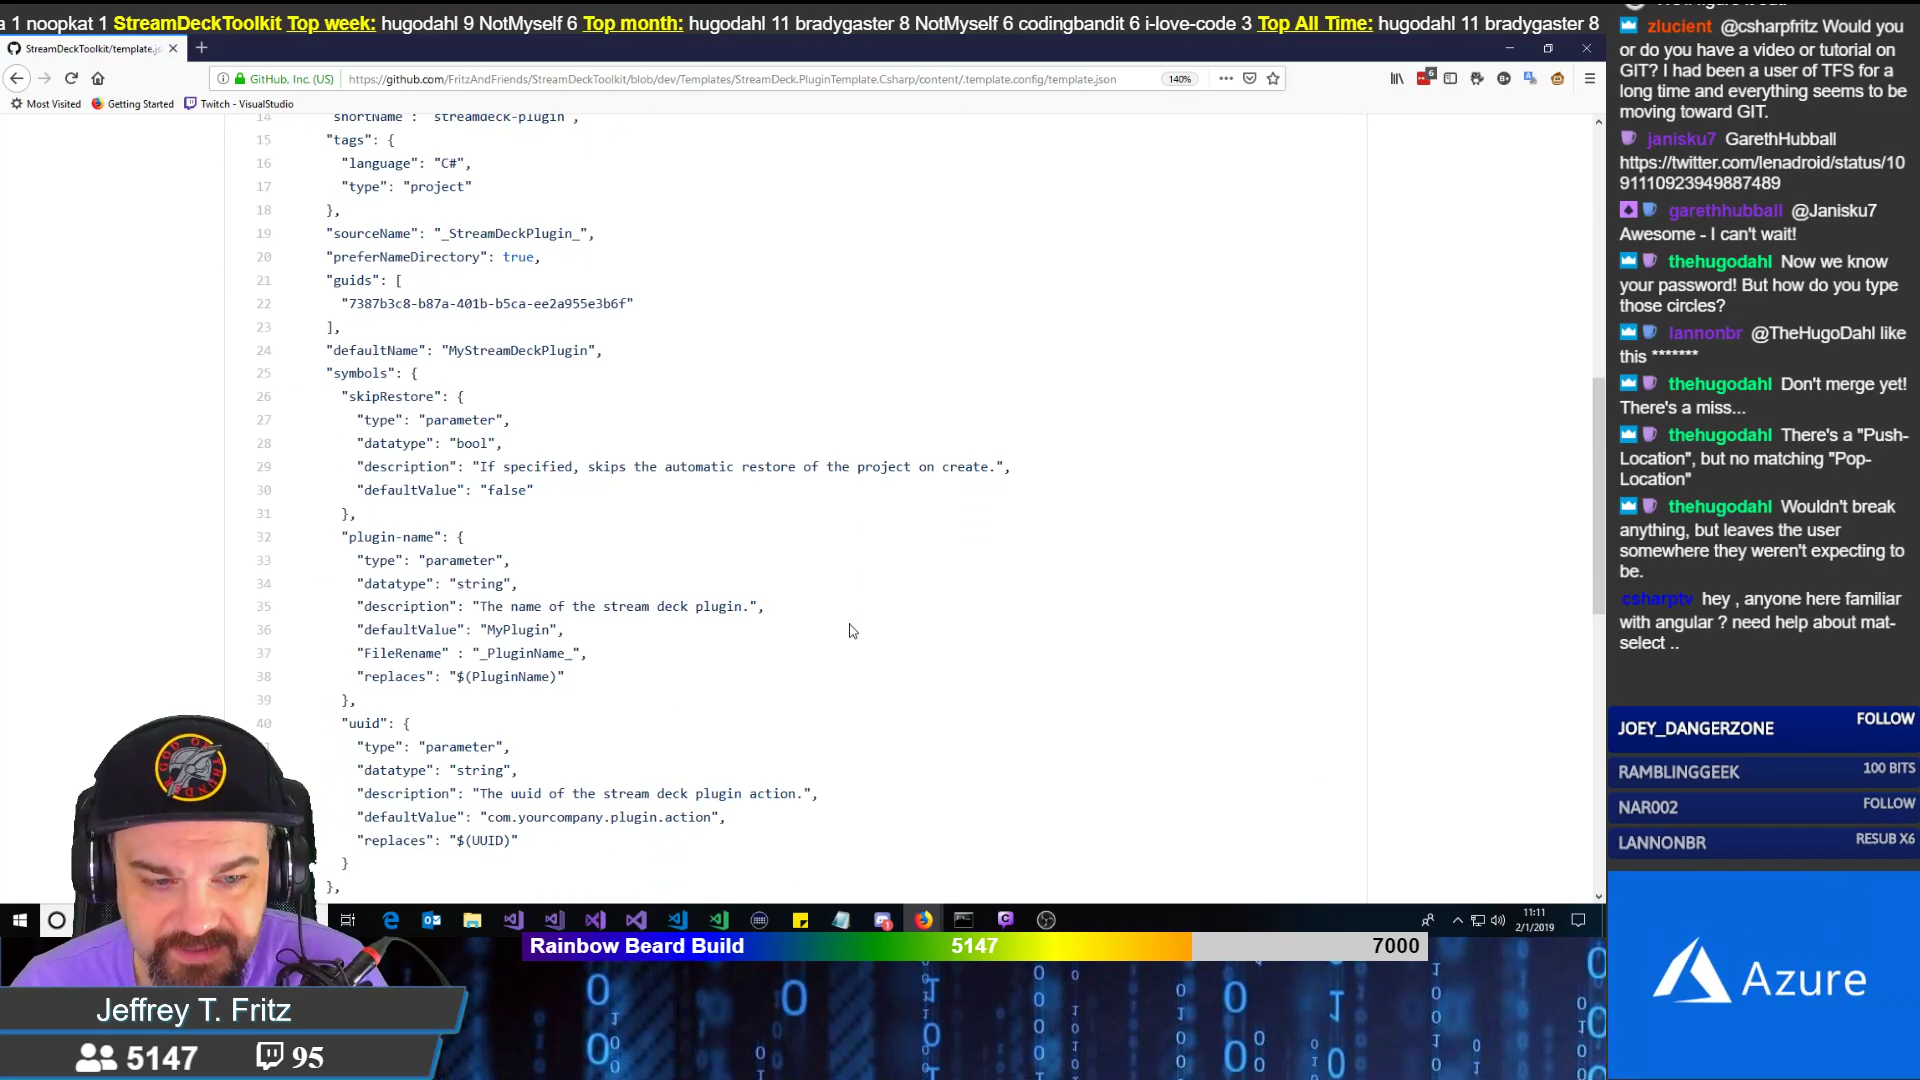 a 1 noopkat 1 StreamDeckToolkit Top week: hugodahl 9 NotMyself 6 Top month: hugodahl 11 bradygaster 8 NotMyself 6 codingbandit 6 i-love-code 3 Top All Time: hugodahl 11 bradygaster 8
StreamDeckToolkit/template.js
GitHub, Inc. (US)
https://github.com/FritzAndFriends/StreamDeckToolkit/blob/dev/Templates/StreamDeck.PluginTemplate.Csharp/content/.template.config/template.json
140%
6
Most Visited
Getting Started
Twitch - VisualStudio
14 "shortName": "streamdeck-plugin",
15 "tags": {
16 "language": "C#",
17 "type": "project"
18 },
19 "sourceName": "_StreamDeckPlugin_",
20 "preferNameDirectory": true,
21 "guids": [
22 "7387b3c8-b87a-401b-b5ca-ee2a955e3b6f"
23 ],
24 "defaultName": "MyStreamDeckPlugin",
25 "symbols": {
26 "skipRestore": {
27 "type": "parameter",
28 "datatype": "bool",
29 "description": "If specified, skips the automatic restore of the project on create.",
30 "defaultValue": "false"
31 },
32 "plugin-name": {
33 "type": "parameter",
34 "datatype": "string",
35 "description": "The name of the stream deck plugin.",
36 "defaultValue": "MyPlugin",
37 "FileRename" : "_PluginName_",
38 "replaces": "$(PluginName)"
39 },
40 "uuid": {
"type": "parameter",
"datatype": "string",
"description": "The uuid of the stream deck plugin action.",
"defaultValue": "com.yourcompany.plugin.action",
"replaces": "$(UUID)"
}
},
11:11
2/1/2019
zlucient @csharpfritz Would you
or do you have a video or tutorial on
GIT? I had been a user of TFS for a
long time and everything seems to be
moving toward GIT.
janisku7 GarethHubball
https://twitter.com/lenadroid/status/10
91110923949887489
garethhubball @Janisku7
Awesome - I can't wait!
thehugodahl Now we know
your password! But how do you type
those circles?
lannonbr @TheHugoDahl like
this *******
thehugodahl Don't merge yet!
There's a miss...
thehugodahl There's a "Push-
Location", but no matching "Pop-
Location"
thehugodahl Wouldn't break
anything, but leaves the user
somewhere they weren't expecting to
be.
csharptv hey , anyone here familiar
with angular ? need help about mat-
select ..
JOEY_DANGERZONE FOLLOW
RAMBLINGGEEK 100 BITS
NAR002 FOLLOW
LANNONBR RESUB X6
Azure
Rainbow Beard Build 5147 7000
Jeffrey T. Fritz
5147 95